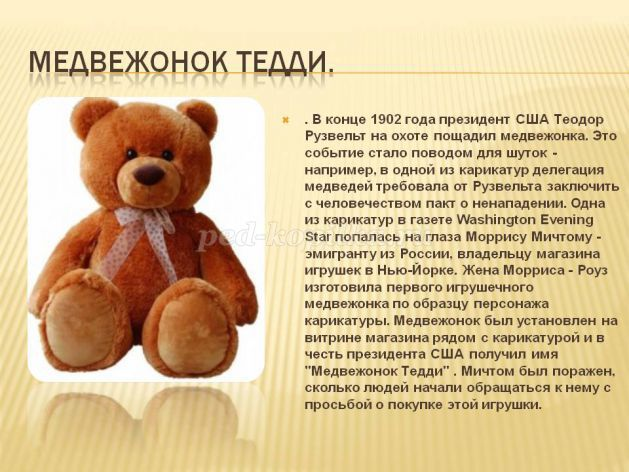 МЕДВЕЖОНОК ТЕДДИ.
. В конце 1902 года президент США Теодор
Рузвельт на охоте пощадил медвежонка. Это
событие стало поводом для шуток -
например, в одной из карикатур делегация
медведей требовала от Рузвельта заключить
с человечеством пакт о ненападении. Одна
из карикатур в газете Washington Evening
Star попалась на глаза Моррису Мичтому -
эмигранту из России, владельцу магазина
игрушек в Нью-Йорке. Жена Морриса - Роуз
изготовила первого игрушечного
медвежонка по образцу персонажа
карикатуры. Медвежонок был установлен на
витрине магазина рядом с карикатурой и в
честь президента США получил имя
"Медвежонок Тедди" . Мичтом был поражен,
сколько людей начали обращаться к нему с
просьбой о покупке этой игрушки.